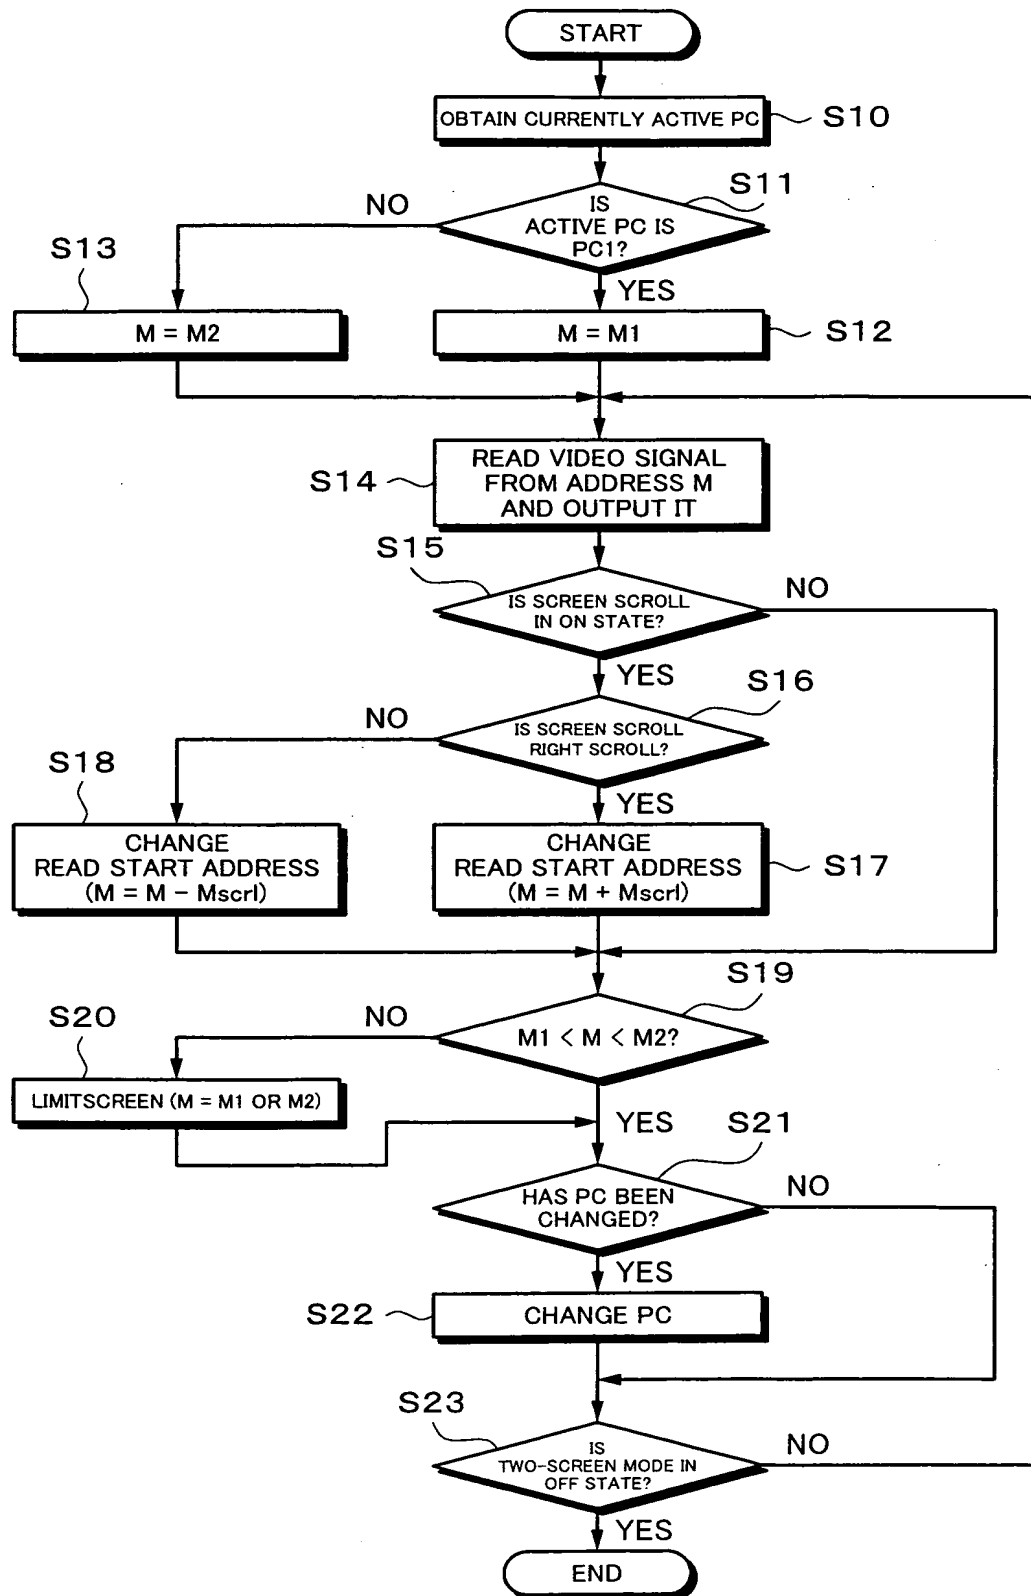 START
OBTAIN CURRENTLY ACTIVE PC
S10
S11
IS
ACTIVE PC IS
PC1?
NO
YES
S13
M = M2
M = M1
S12
S14
READ VIDEO SIGNAL
FROM ADDRESS M
AND OUTPUT IT
S15
IS SCREEN SCROLL
IN ON STATE?
NO
YES
S16
IS SCREEN SCROLL
RIGHT SCROLL?
NO
YES
S18
CHANGE
READ START ADDRESS
(M = M − Mscrl)
CHANGE
READ START ADDRESS
(M = M + Mscrl)
S17
S19
M1 < M < M2?
NO
YES
S20
LIMITSCREEN (M = M1 OR M2)
S21
HAS PC BEEN
CHANGED?
NO
YES
S22
CHANGE PC
S23
IS
TWO-SCREEN MODE IN
OFF STATE?
NO
YES
END